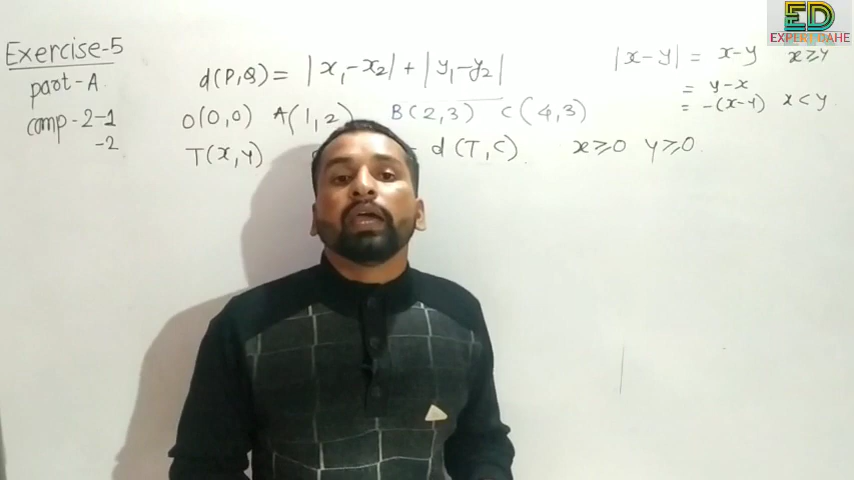 ED
EXPERT DAHE
Exercise-5
part-A
comp-2-1
-2
d(P,Q) = |x₁-x₂| + |y₁-y₂|
O(0,0) A(1,2) B(2,3) C(4,3)
T(x,y) d(T,C) x≥0 y≥0.
|x-y| = x-y x≥y
= y-x
= -(x-y) x<y.